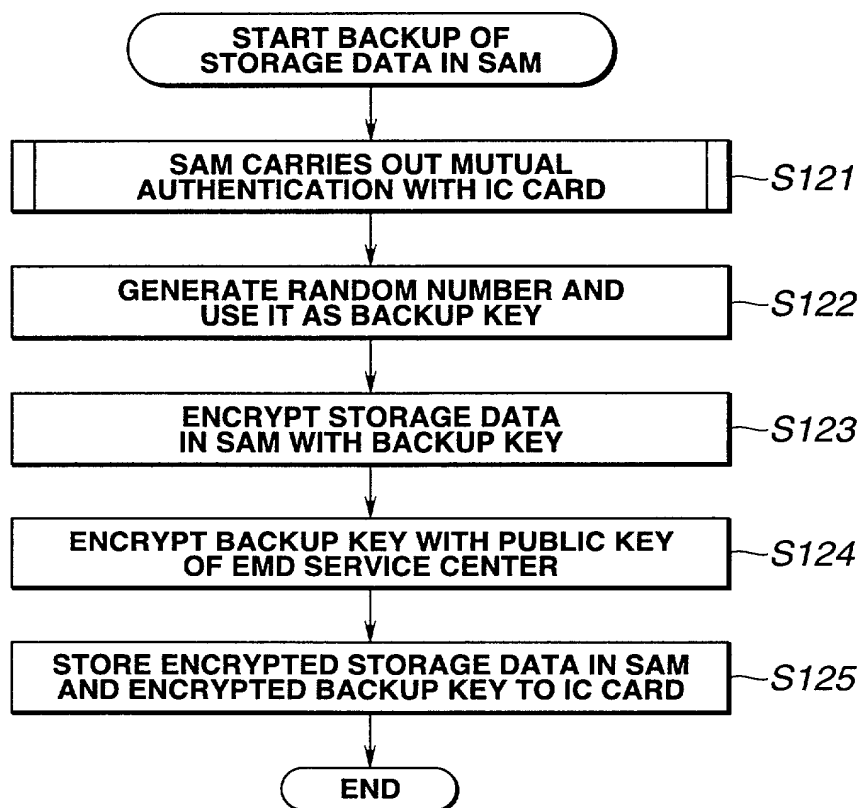 START BACKUP OF
STORAGE DATA IN SAM
SAM CARRIES OUT MUTUAL
AUTHENTICATION WITH IC CARD
S121
GENERATE RANDOM NUMBER AND
USE IT AS BACKUP KEY
S122
ENCRYPT STORAGE DATA
IN SAM WITH BACKUP KEY
S123
ENCRYPT BACKUP KEY WITH PUBLIC KEY
OF EMD SERVICE CENTER
S124
STORE ENCRYPTED STORAGE DATA IN SAM
AND ENCRYPTED BACKUP KEY TO IC CARD
S125
END